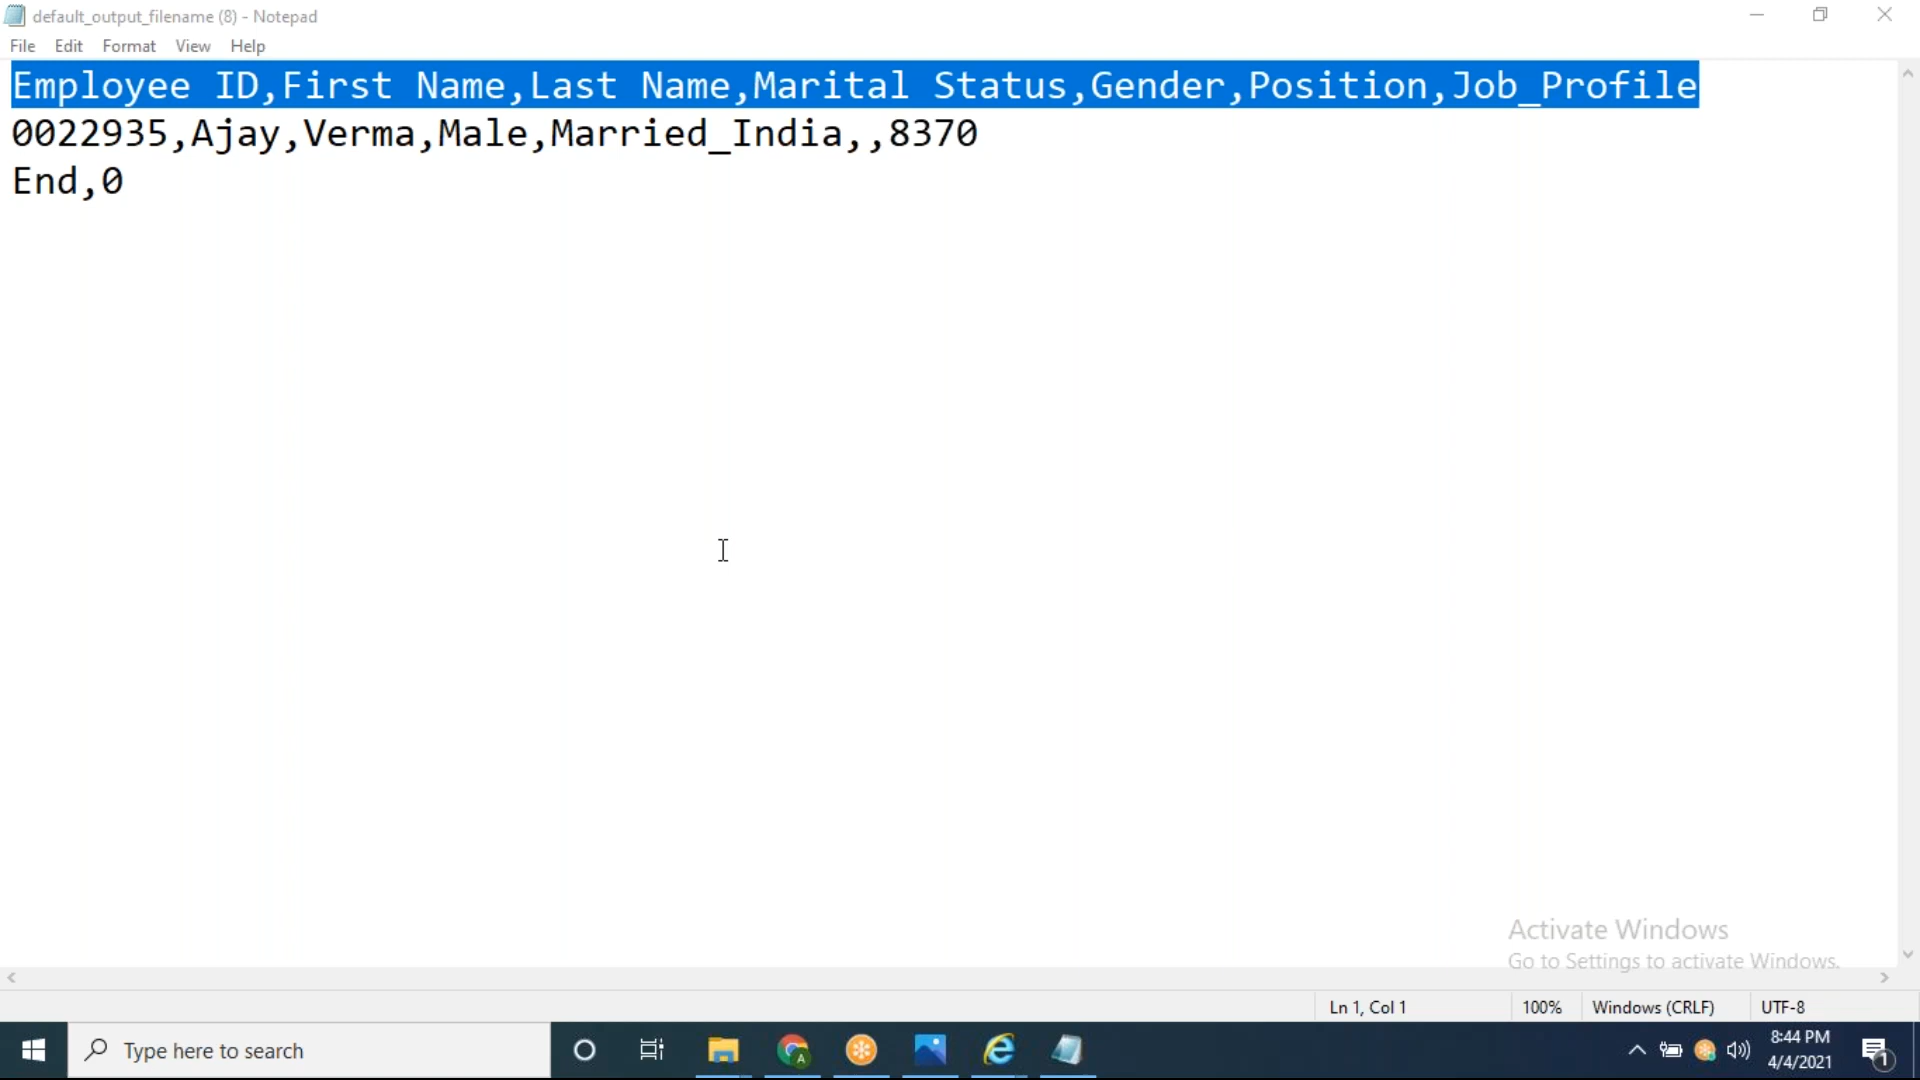 default_output_filename (8) - Notepad
File Edit Format View Help
Employee ID,First Name,Last Name,Marital Status,Gender,Position,Job_Profile
0022935,Ajay,Verma,Male,Married_India,,8370
End,0
Activate Windows
Go to Settings to activate Windows.
Ln 1, Col 1 100% Windows (CRLF) UTF-8
Type here to search
A
8:44 PM
4/4/2021
1